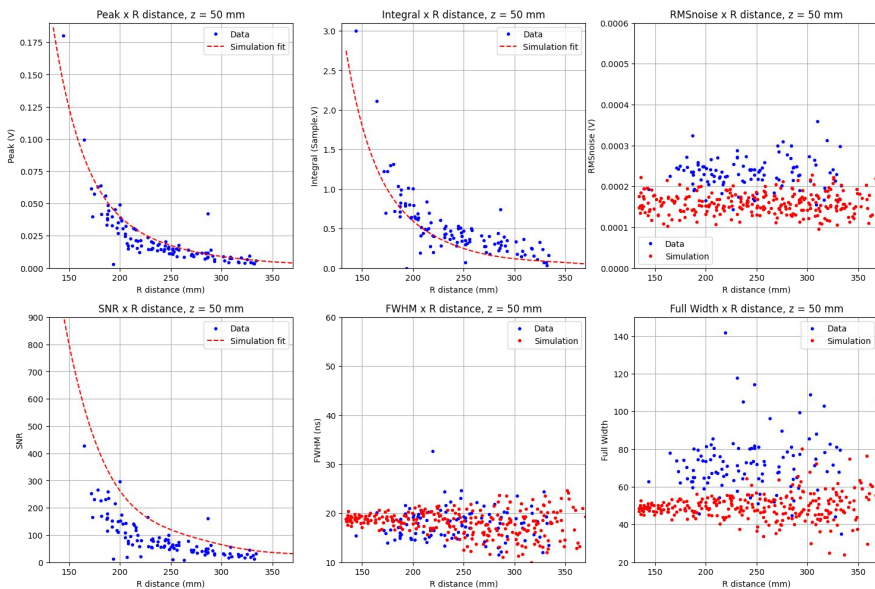 Peak x R distance, z = 50 mm
Data
Simulation fit
Peak (V)
0.175
0.150
0.125
0.100
0.075
0.050
0.025
0.000
150
200
250
300
350
R distance (mm)
Integral x R distance, z = 50 mm
Data
Simulation fit
Integral (Sample.V)
3.0
2.5
2.0
1.5
1.0
0.5
0.0
150
200
250
300
350
R distance (mm)
RMSnoise x R distance, z = 50 mm
RMSnoise (V)
0.0006
0.0005
0.0004
0.0003
0.0002
0.0001
0.0000
Data
Simulation
150
200
250
300
350
R distance (mm)
SNR x R distance, z = 50 mm
Data
Simulation fit
SNR
900
800
700
600
500
400
300
200
100
0
150
200
250
300
350
R distance (mm)
FWHM x R distance, z = 50 mm
Data
Simulation
FWHM (ns)
60
50
40
30
20
10
150
200
250
300
350
R distance (mm)
Full Width x R distance, z = 50 mm
Data
Simulation
Full Width
140
120
100
80
60
40
20
150
200
250
300
350
R distance (mm)